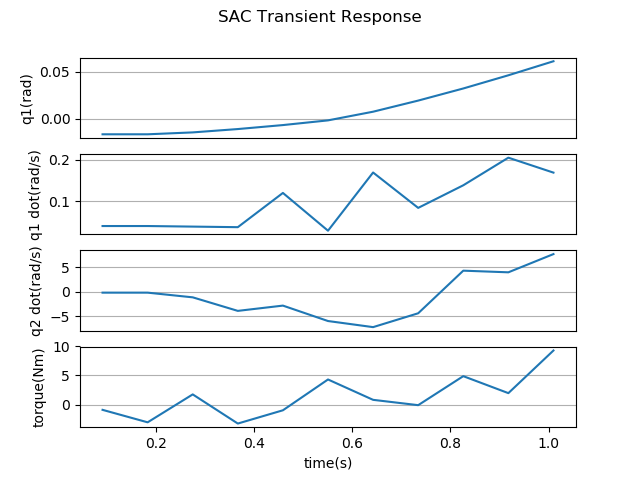 SAC Transient Response
q1(rad)
0.05
0.00
q1 dot(rad/s)
0.2
0.1
q2 dot(rad/s)
5
0
−5
torque(Nm)
10
5
0
0.2 0.4 0.6 0.8 1.0
time(s)